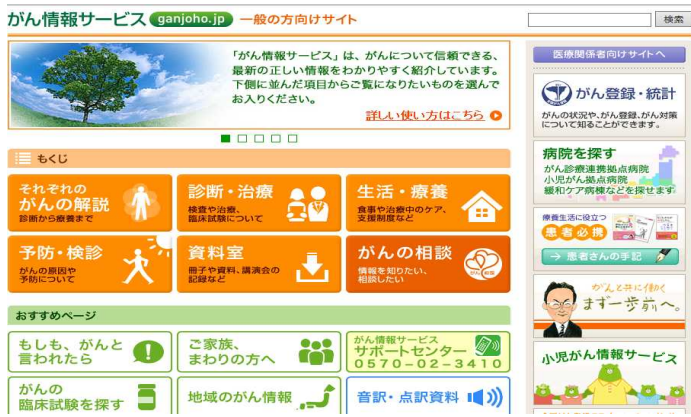 がん情報サービス ganjoho.jp 一般の方向けサイト
検索
「がん情報サービス」は、がんについて信頼できる、
最新の正しい情報をわかりやすく紹介しています。
下側に並んだ項目からご覧になりたいものを選んで
お入りください。
詳しい使い方はこちら
もくじ
それぞれの
がんの解説
診断から療養まで
診断・治療
検査や治療、
臨床試験について
生活・療養
食事や治療中のケア、
支援制度など
予防・検診
がんの原因や
予防について
資料室
冊子や資料、講演会の
記録など
がんの相談
情報を知りたい、
相談したい
おすすめページ
もしも、がんと
言われたら
ご家族、
まわりの方へ
がん情報サービス
サポートセンター
0570-02-3410
がんの
臨床試験を探す
地域のがん情報
音訳・点訳資料
医療関係者向けサイトへ
がん登録・統計
がんの状況や、がん登録、がん対策
について知ることができます。
病院を探す
がん診療連携拠点病院
小児がん拠点病院
緩和ケア病棟などを探せます
療養生活に役立つ
患者必携
患者さんの手記
がんと共に働く
まず一歩前へ。
小児がん情報サービス